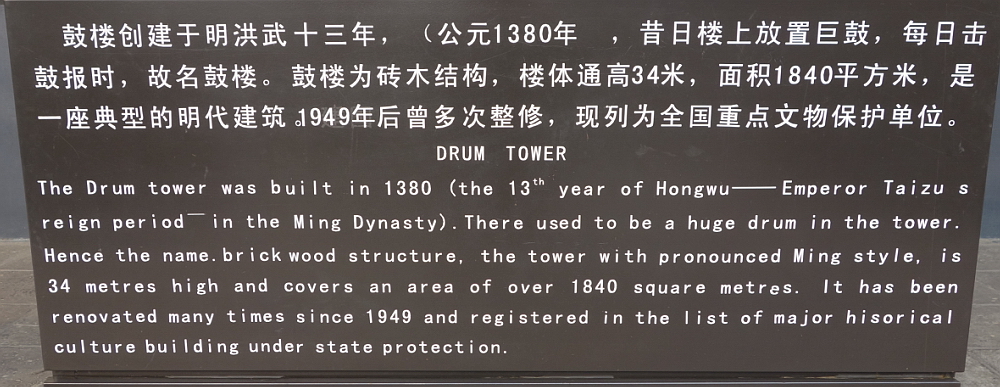 鼓楼创建于明洪武十三年，（公元1380年 ，昔日楼上放置巨鼓，每日击
鼓报时，故名鼓楼。鼓楼为砖木结构，楼体通高34米，面积1840平方米，是
一座典型的明代建筑。1949年后曾多次整修，现列为全国重点文物保护单位。
DRUM TOWER
The Drum tower was built in 1380 (the 13th year of Hongwu——Emperor Taizu s
reign period—in the Ming Dynasty).There used to be a huge drum in the tower.
Hence the name.brick wood structure, the tower with pronounced Ming style, is
34 metres high and covers an area of over 1840 square metres. It has been
renovated many times since 1949 and registered in the list of major hisorical
culture building under state protection.